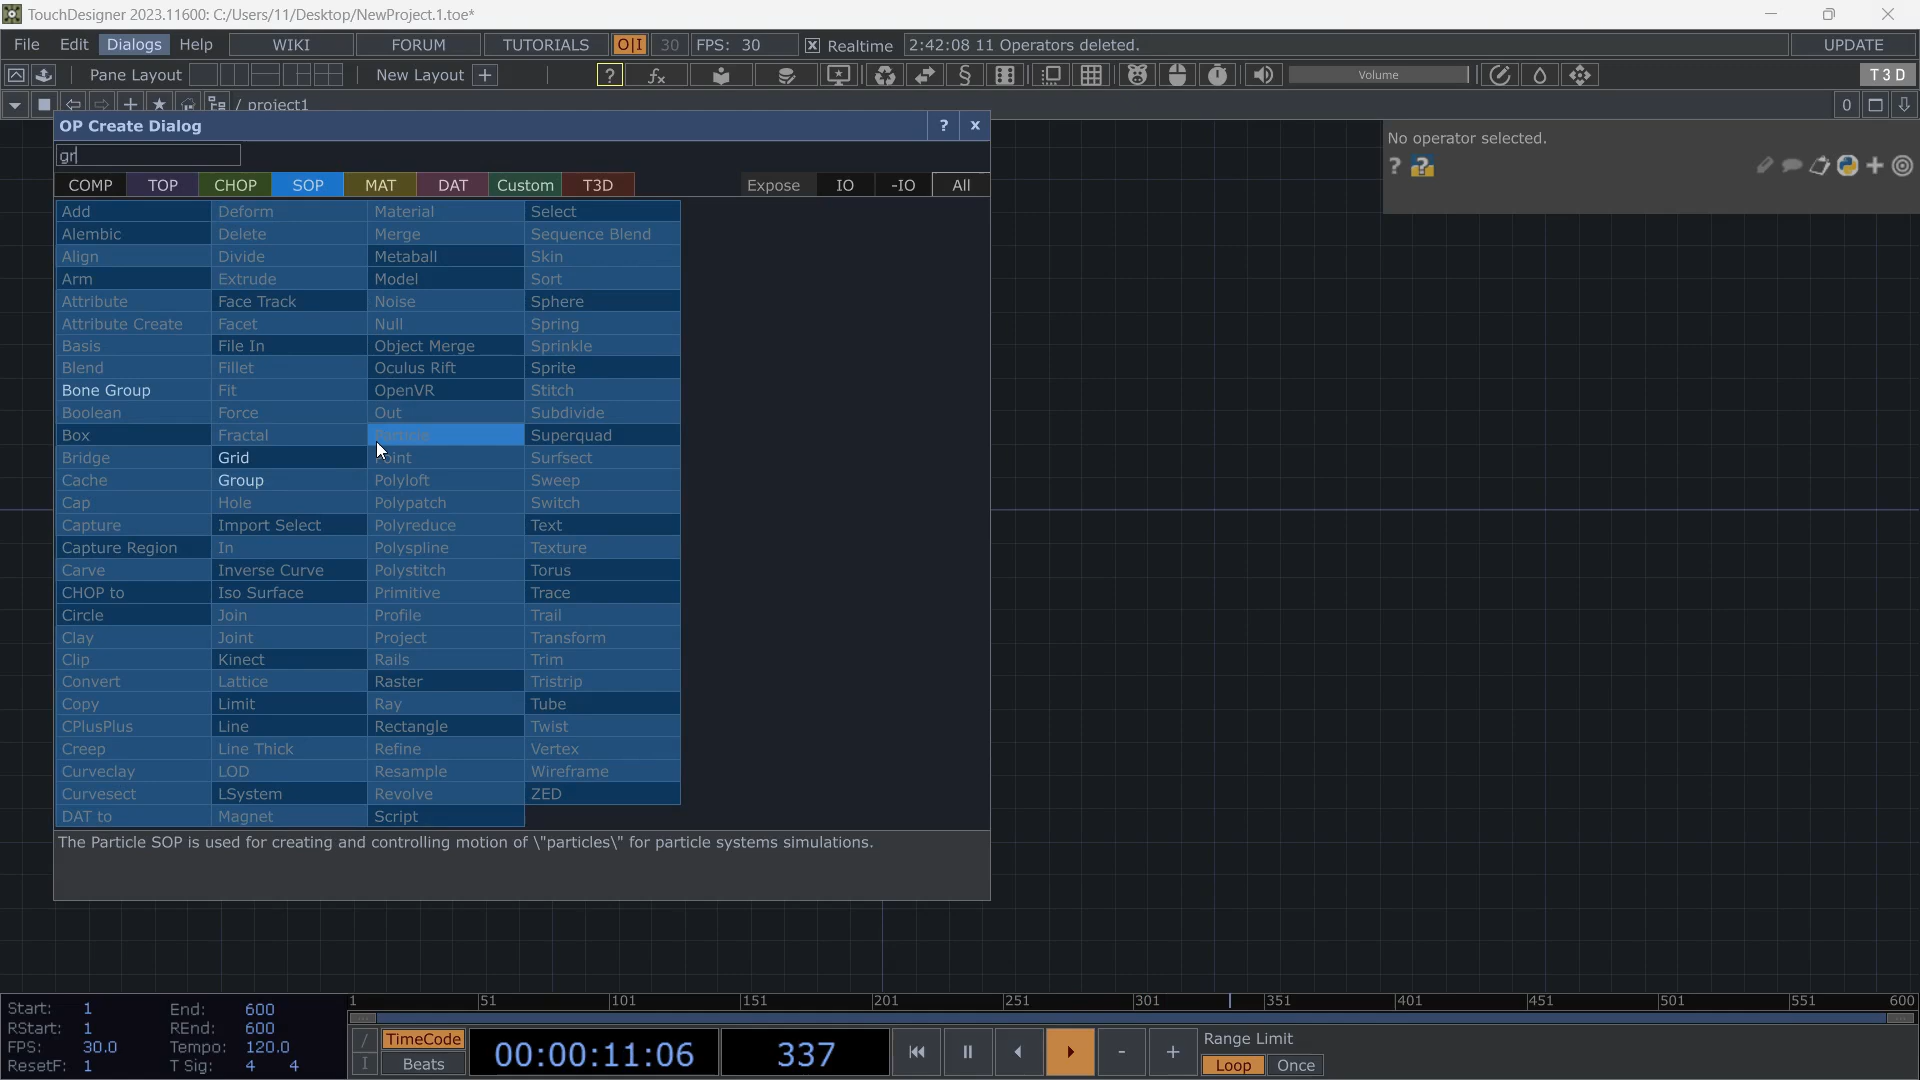 TouchDesigner 2023.11600: C:/Users/11/Desktop/NewProject.1.toe*
File Edit Dialogs Help WIKI FORUM TUTORIALS O|I 30 FPS: 30 Realtime 2:42:08 11 Operators deleted. UPDATE
Pane Layout New Layout + ? Volume T3D
/ project1 0
OP Create Dialog ? x
No operator selected.
gr
COMP TOP CHOP SOP MAT DAT Custom T3D Expose IO -IO All
Add Deform Material Select
Alembic Delete Merge Sequence Blend
Align Divide Metaball Skin
Arm Extrude Model Sort
Attribute Face Track Noise Sphere
Attribute Create Facet Null Spring
Basis File In Object Merge Sprinkle
Blend Fillet Oculus Rift Sprite
Bone Group Fit OpenVR Stitch
Boolean Force Out Subdivide
Box Fractal Particle Superquad
Bridge Grid Point Surfsect
Cache Group Polyloft Sweep
Cap Hole Polypatch Switch
Capture Import Select Polyreduce Text
Capture Region In Polyspline Texture
Carve Inverse Curve Polystitch Torus
CHOP to Iso Surface Primitive Trace
Circle Join Profile Trail
Clay Joint Project Transform
Clip Kinect Rails Trim
Convert Lattice Raster Tristrip
Copy Limit Ray Tube
CPlusPlus Line Rectangle Twist
Creep Line Thick Refine Vertex
Curveclay LOD Resample Wireframe
Curvesect LSystem Revolve ZED
DAT to Magnet Script
The Particle SOP is used for creating and controlling motion of \"particles\" for particle systems simulations.
1 51 101 151 201 251 301 351 401 451 501 551 600
Start: 1 End: 600
RStart: 1 REnd: 600
FPS: 30.0 Tempo: 120.0
ResetF: 1 T Sig: 4 4
/ TimeCode 00:00:11:06 337 - + Range Limit
I Beats Loop Once